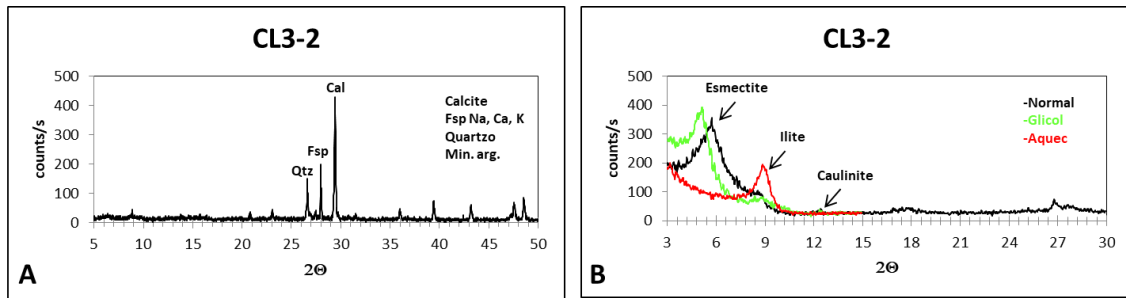 CL3-2
500
400
300
200
100
0
counts/s
Cal
Fsp
Qtz
Calcite
Fsp Na, Ca, K
Quartzo
Min. arg.
5 10 15 20 25 30 35 40 45 50
2Θ
A
CL3-2
500
400
300
200
100
0
counts/s
Esmectite
Ilite
Caulinite
-Normal
-Glicol
-Aquec
3 6 9 12 15 18 21 24 27 30
2Θ
B